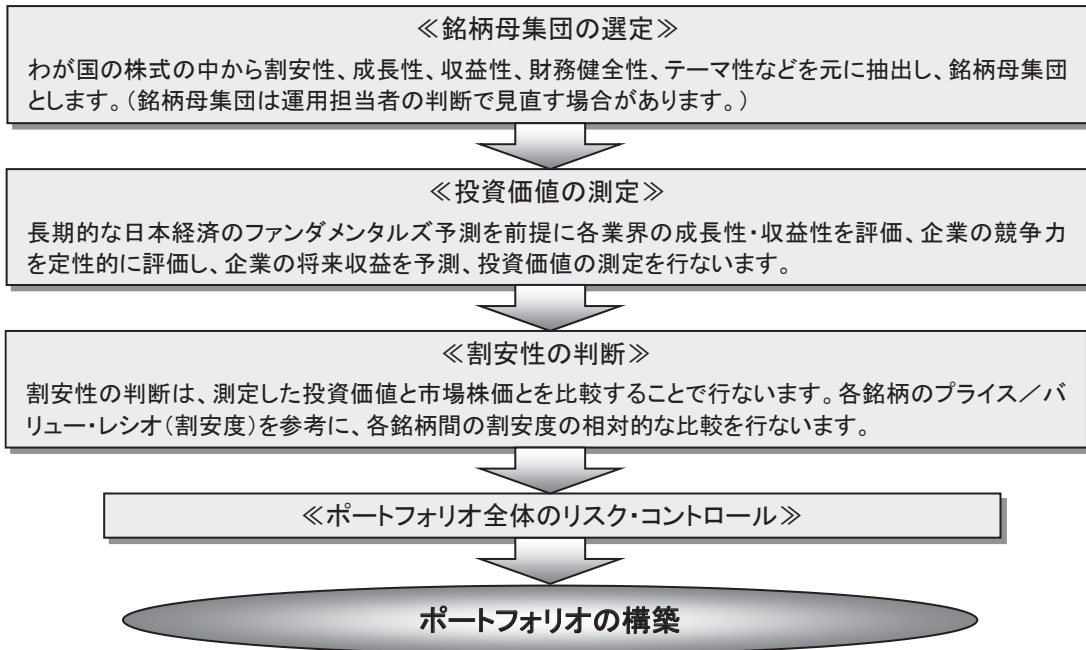 ≪銘柄母集団の選定≫
わが国の株式の中から割安性、成長性、収益性、財務健全性、テーマ性などを元に抽出し、銘柄母集団
とします。（銘柄母集団は運用担当者の判断で見直す場合があります。）
≪投資価値の測定≫
長期的な日本経済のファンダメンタルズ予測を前提に各業界の成長性・収益性を評価、企業の競争力
を定性的に評価し、企業の将来収益を予測、投資価値の測定を行ないます。
≪割安性の判断≫
割安性の判断は、測定した投資価値と市場株価とを比較することで行ないます。各銘柄のプライス／バ
リュー・レシオ（割安度）を参考に、各銘柄間の割安度の相対的な比較を行ないます。
≪ポートフォリオ全体のリスク・コントロール≫
ポートフォリオの構築